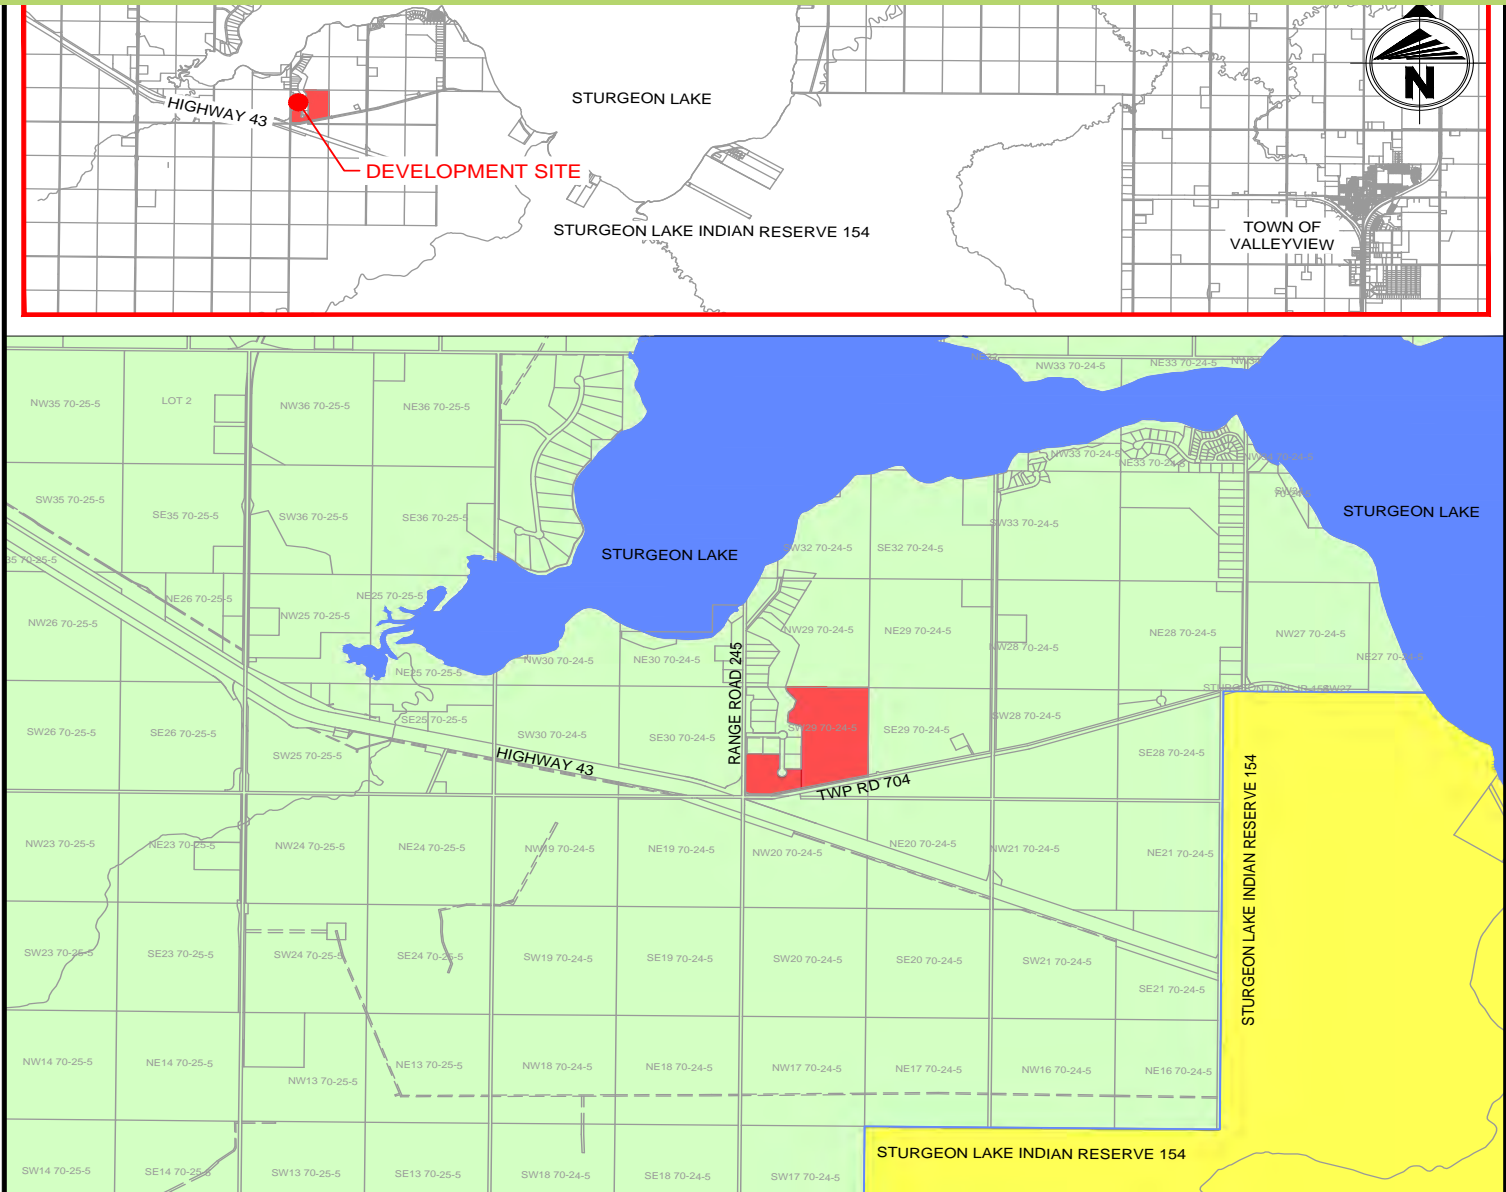 N
STURGEON LAKE
HIGHWAY 43
DEVELOPMENT SITE
STURGEON LAKE INDIAN RESERVE 154
TOWN OF
VALLEYVIEW
NW33 70-24-5
NE33 70-24-5
NW35 70-25-5
LOT 2
NW36 70-25-5
NE36 70-25-5
NW33 70-24-5
NE33 70-24-5
SW35 70-25-5
SE35 70-25-5
SW36 70-25-5
SE36 70-25-5
SW33 70-24-5
STURGEON LAKE
STURGEON LAKE
SW32 70-24-5
SE32 70-24-5
35 70-25-5
NE26 70-25-5
NE25 70-25-5
NW26 70-25-5
NW25 70-25-5
NW29 70-24-5
NE29 70-24-5
NE28 70-24-5
NW27 70-24-5
NW28 70-24-5
NW30 70-24-5
NE30 70-24-5
NE27 70-24-5
NE25 70-25-5
RANGE ROAD 245
SE25 70-25-5
SW26 70-25-5
SE26 70-25-5
SW30 70-24-5
SE30 70-24-5
SW29 70-24-5
SE29 70-24-5
SW28 70-24-5
SW25 70-25-5
SE28 70-24-5
HIGHWAY 43
TWP RD 704
NW23 70-25-5
NE23 70-25-5
NW24 70-25-5
NE24 70-25-5
NW19 70-24-5
NE19 70-24-5
NW20 70-24-5
NE20 70-24-5
NW21 70-24-5
NE21 70-24-5
STURGEON LAKE INDIAN RESERVE 154
SW23 70-25-5
SE23 70-25-5
SW24 70-25-5
SE24 70-25-5
SW19 70-24-5
SE19 70-24-5
SW20 70-24-5
SE20 70-24-5
SW21 70-24-5
SE21 70-24-5
NW14 70-25-5
NE14 70-25-5
NW13 70-25-5
NE13 70-25-5
NW18 70-24-5
NE18 70-24-5
NW17 70-24-5
NE17 70-24-5
NW16 70-24-5
NE16 70-24-5
STURGEON LAKE INDIAN RESERVE 154
SW14 70-25-5
SE14 70-25-5
SW13 70-25-5
SE13 70-25-5
SW18 70-24-5
SE18 70-24-5
SW17 70-24-5